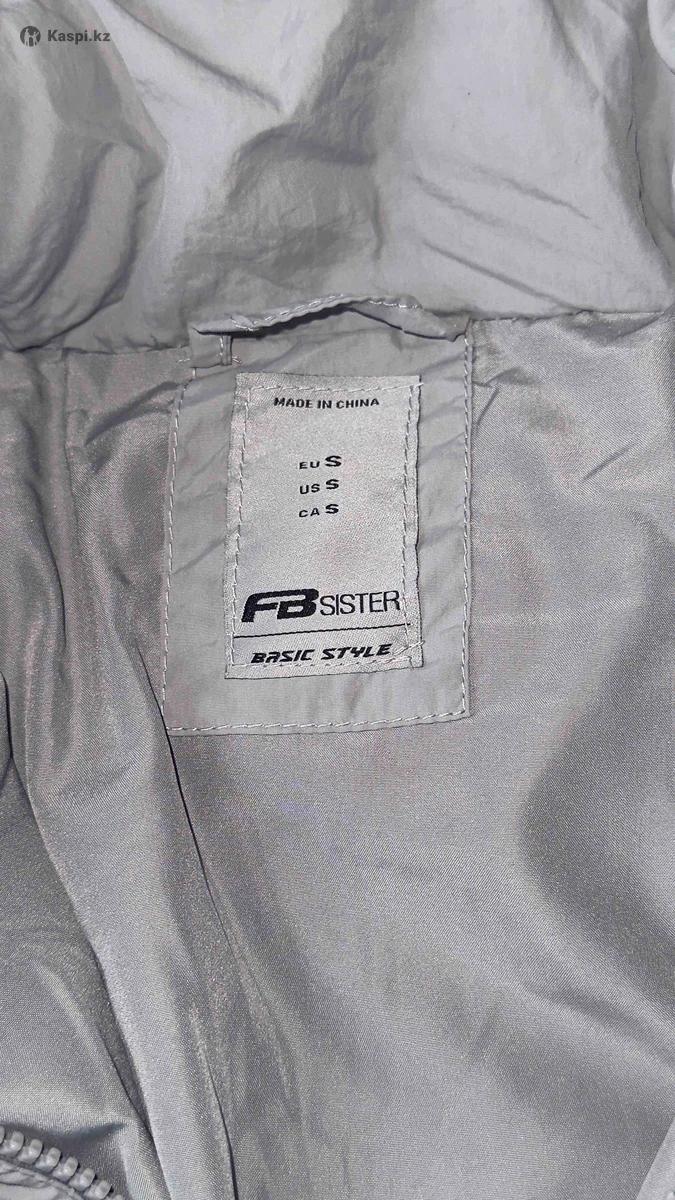 Kaspi.kz
MADE IN CHINA
EU S
US S
CA S
FB SISTER
BASIC STYLE